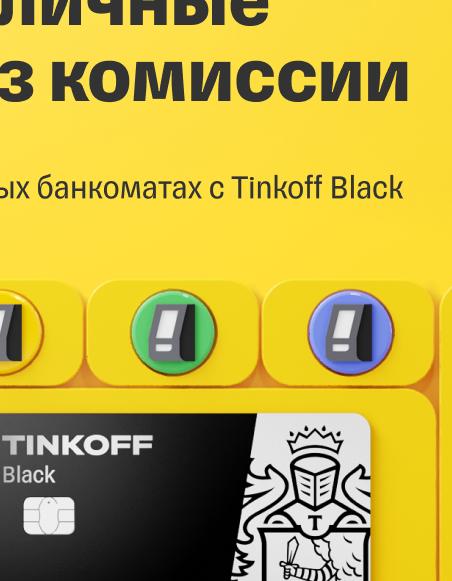 личные
з комиссии
ых банкоматах с Tinkoff Black
TINKOFF
Black
T